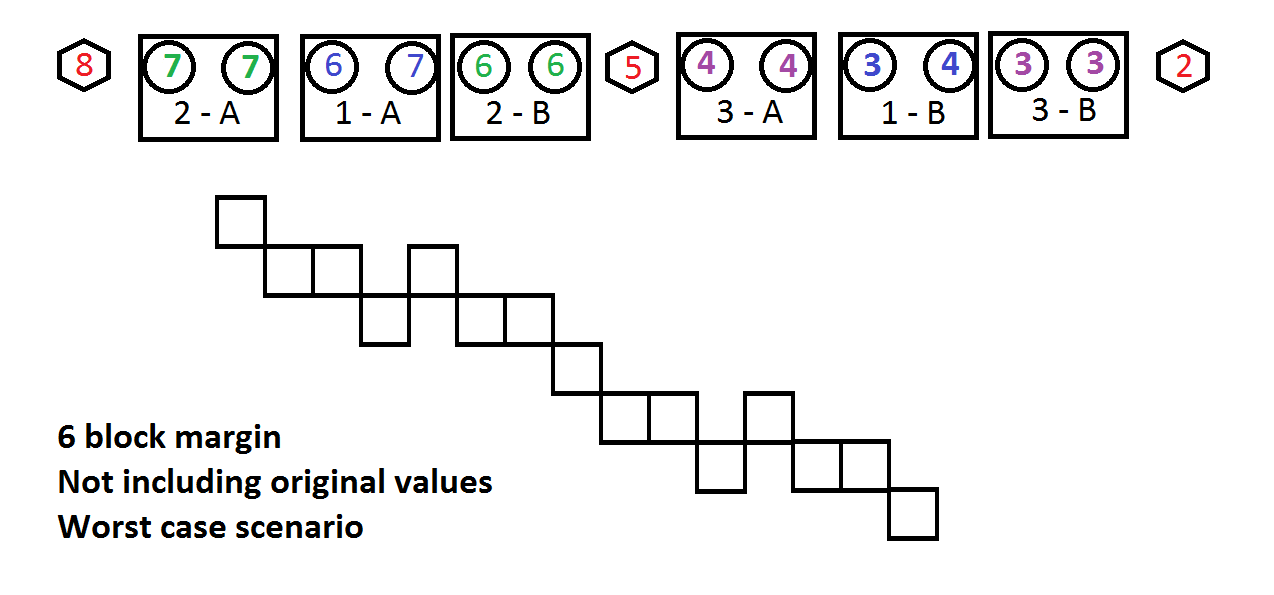 8 7 7 6 7 6 6 5 4 4 3 4 3 3 2
2 - A 1 - A 2 - B 3 - A 1 - B 3 - B
6 block margin
Not including original values
Worst case scenario